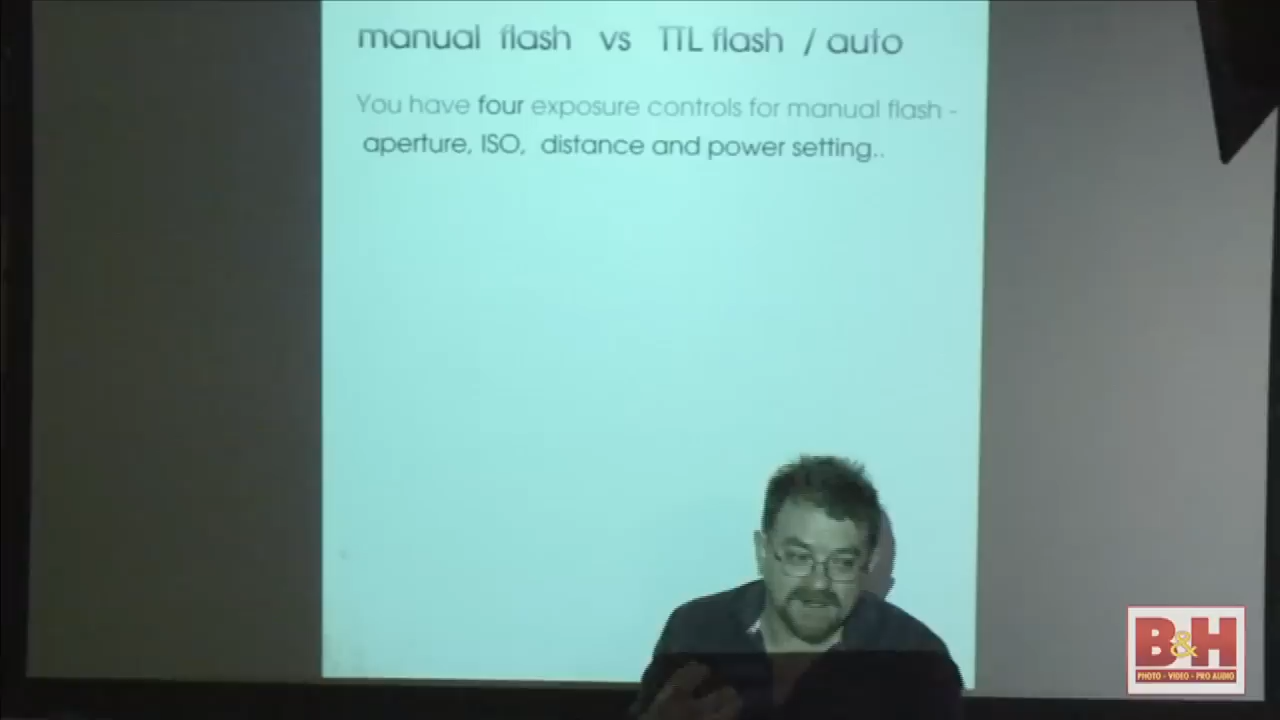 manual flash vs TTL flash / auto
You have four exposure controls for manual flash -
aperture, ISO, distance and power setting..
B&H
PHOTO - VIDEO - PRO AUDIO